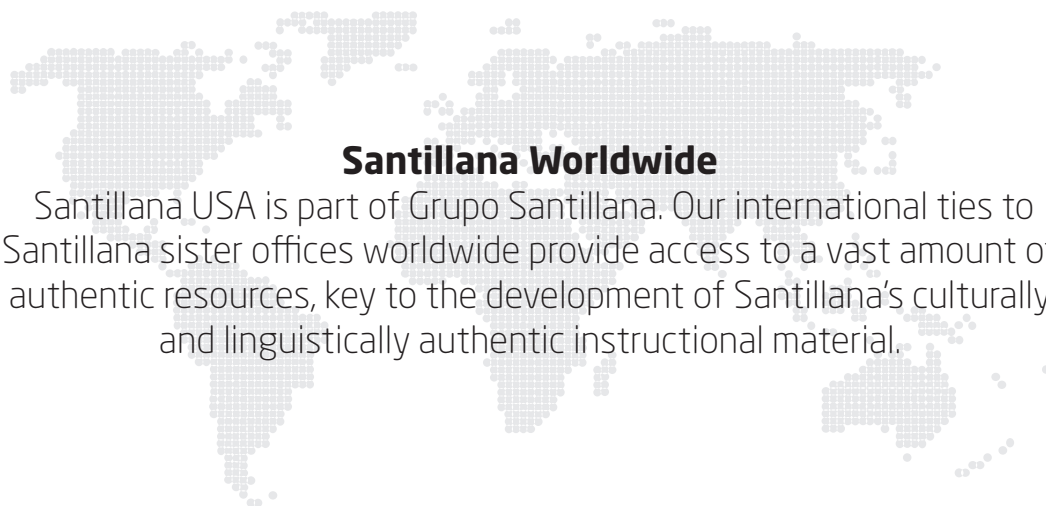 Santillana Worldwide
Santillana USA is part of Grupo Santillana. Our international ties to
Santillana sister offices worldwide provide access to a vast amount of
authentic resources, key to the development of Santillana’s culturally
and linguistically authentic instructional material.